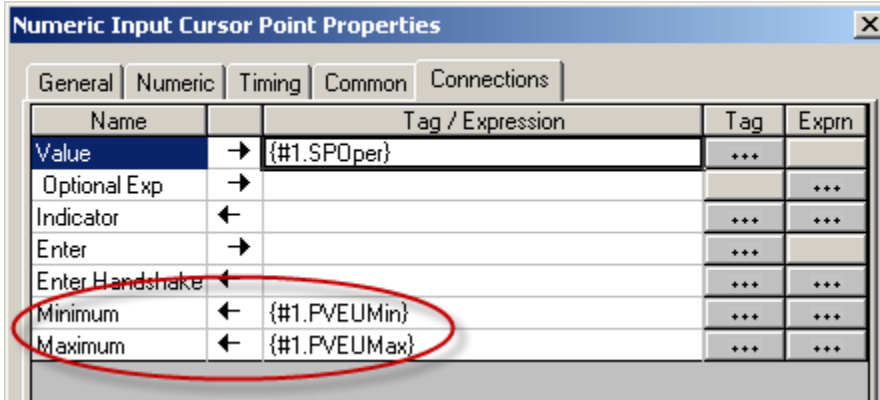 Numeric Input Cursor Point Properties
General Numeric Timing Common Connections
Name Tag / Expression Tag Exprn
Value → {#1.SPOper} ...
Optional Exp → ...
Indicator ← ... ...
Enter → ...
Enter Handshake ← ... ...
Minimum ← {#1.PVEUMin} ... ...
Maximum ← {#1.PVEUMax} ... ...